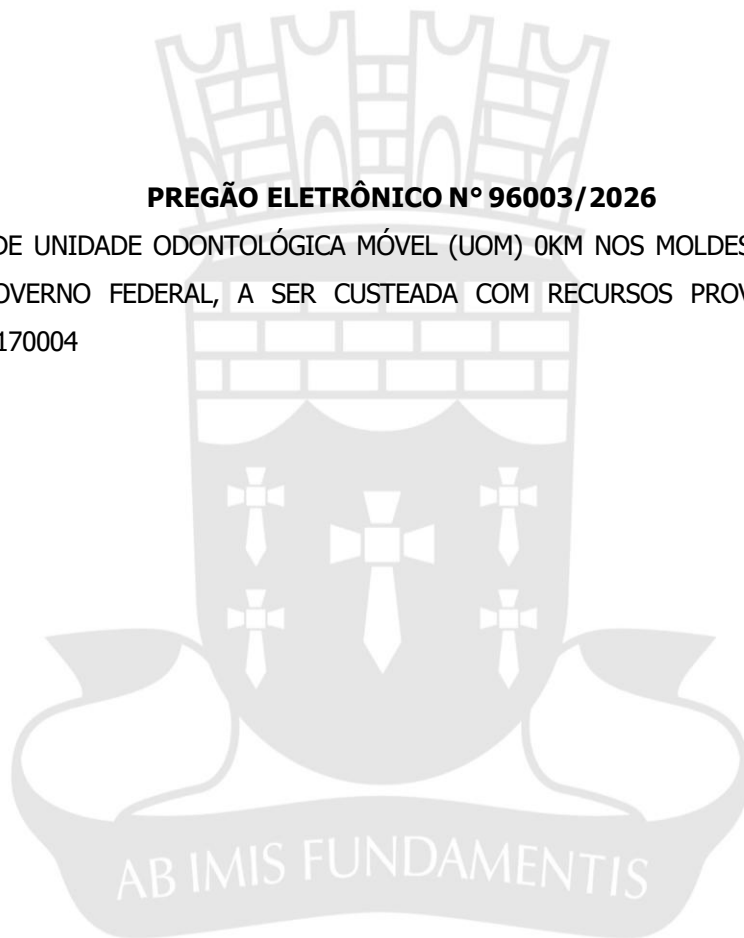 PREGÃO ELETRÔNICO N° 96003/2026
DE UNIDADE ODONTOLÓGICA MÓVEL (UOM) 0KM NOS MOLDES
OVERNO FEDERAL, A SER CUSTEADA COM RECURSOS PROV
170004
AB IMIS FUNDAMENTIS